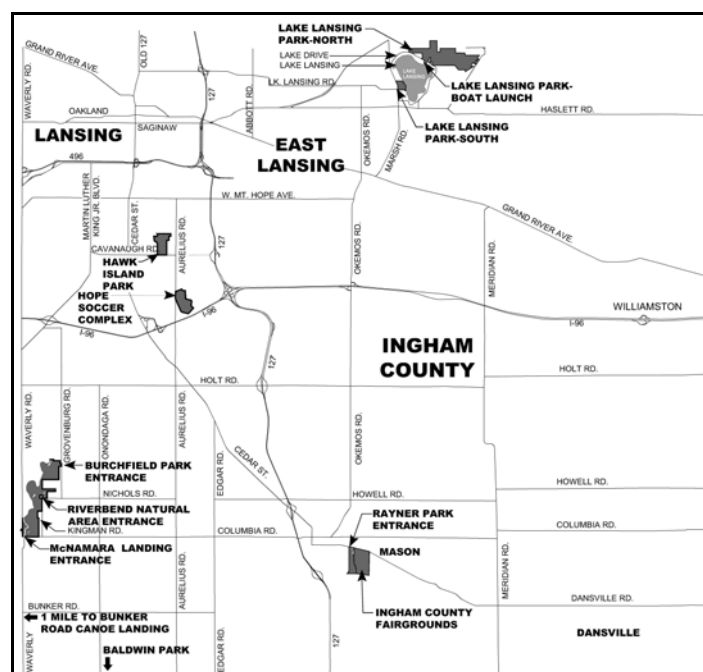 LAKE LANSING
PARK-NORTH
OLD 127
GRAND RIVER AVE.
WAVERLY RD.
LAKE DRIVE
LAKE LANSING
LAKE
LANSING
LK. LANSING RD.
LAKE LANSING PARK-
BOAT LAUNCH
127
ABBOTT RD.
OAKLAND
HASLETT RD.
SAGINAW
LANSING
EAST
LANSING
OKEMOS RD.
MARSH RD.
LAKE LANSING
PARK-SOUTH
496
MARTIN LUTHER
KING JR. BLVD.
CEDAR ST.
W. MT. HOPE AVE.
GRAND RIVER AVE.
AURELIUS RD.
127
OKEMOS RD.
MERIDIAN RD.
CAVANAUGH RD.
HAWK
ISLAND
PARK
HOPE
SOCCER
COMPLEX
I-96
I-96
WILLIAMSTON
I-96
INGHAM
COUNTY
127
HOLT RD.
HOLT RD.
WAVERLY RD.
GROVENBURG RD.
ONONDAGA RD.
AURELIUS RD.
EDGAR RD.
CEDAR ST.
OKEMOS RD.
BURCHFIELD PARK
ENTRANCE
NICHOLS RD.
HOWELL RD.
HOWELL RD.
RIVERBEND NATURAL
AREA ENTRANCE
RAYNER PARK
ENTRANCE
KINGMAN RD.
COLUMBIA RD.
COLUMBIA RD.
McNAMARA LANDING
ENTRANCE
MASON
MERIDIAN RD.
AURELIUS RD.
BUNKER RD.
DANSVILLE RD.
1 MILE TO BUNKER
ROAD CANOE LANDING
INGHAM COUNTY
FAIRGROUNDS
DANSVILLE
WAVERLY
BALDWIN PARK
EDGAR RD.
127